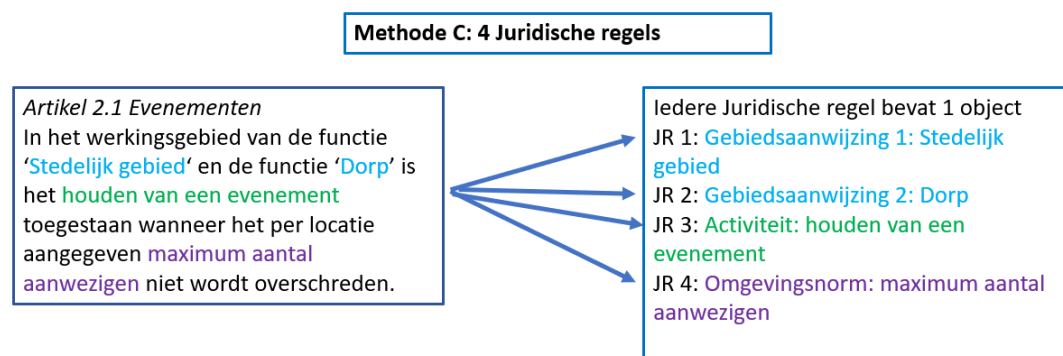 Methode C: 4 Juridische regels
Artikel 2.1 Evenementen
In het werkingsgebied van de functie
‘Stedelijk gebied‘ en de functie ‘Dorp’ is
het houden van een evenement
toegestaan wanneer het per locatie
aangegeven maximum aantal
aanwezigen niet wordt overschreden.
Iedere Juridische regel bevat 1 object
JR 1: Gebiedsaanwijzing 1: Stedelijk
gebied
JR 2: Gebiedsaanwijzing 2: Dorp
JR 3: Activiteit: houden van een
evenement
JR 4: Omgevingsnorm: maximum aantal
aanwezigen